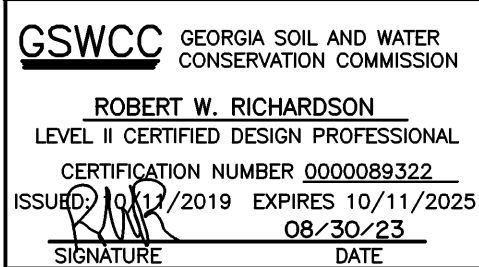 GSWCC GEORGIA SOIL AND WATER
CONSERVATION COMMISSION
ROBERT W. RICHARDSON
LEVEL II CERTIFIED DESIGN PROFESSIONAL
CERTIFICATION NUMBER 0000089322
ISSUED: 10/11/2019 EXPIRES 10/11/2025
08/30/23
SIGNATURE DATE